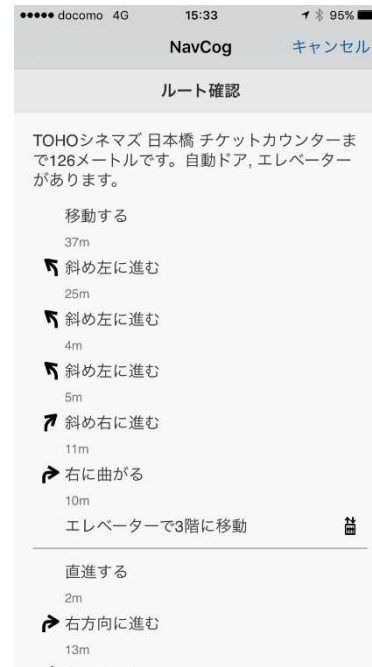 docomo 4G 15:33 95%
NavCog キャンセル
ルート確認
TOHOシネマズ 日本橋 チケットカウンターま
で126メートルです。自動ドア, エレベーター
があります。
移動する
37m
斜め左に進む
25m
斜め左に進む
4m
斜め左に進む
5m
斜め右に進む
11m
右に曲がる
10m
エレベーターで3階に移動
直進する
2m
右方向に進む
13m